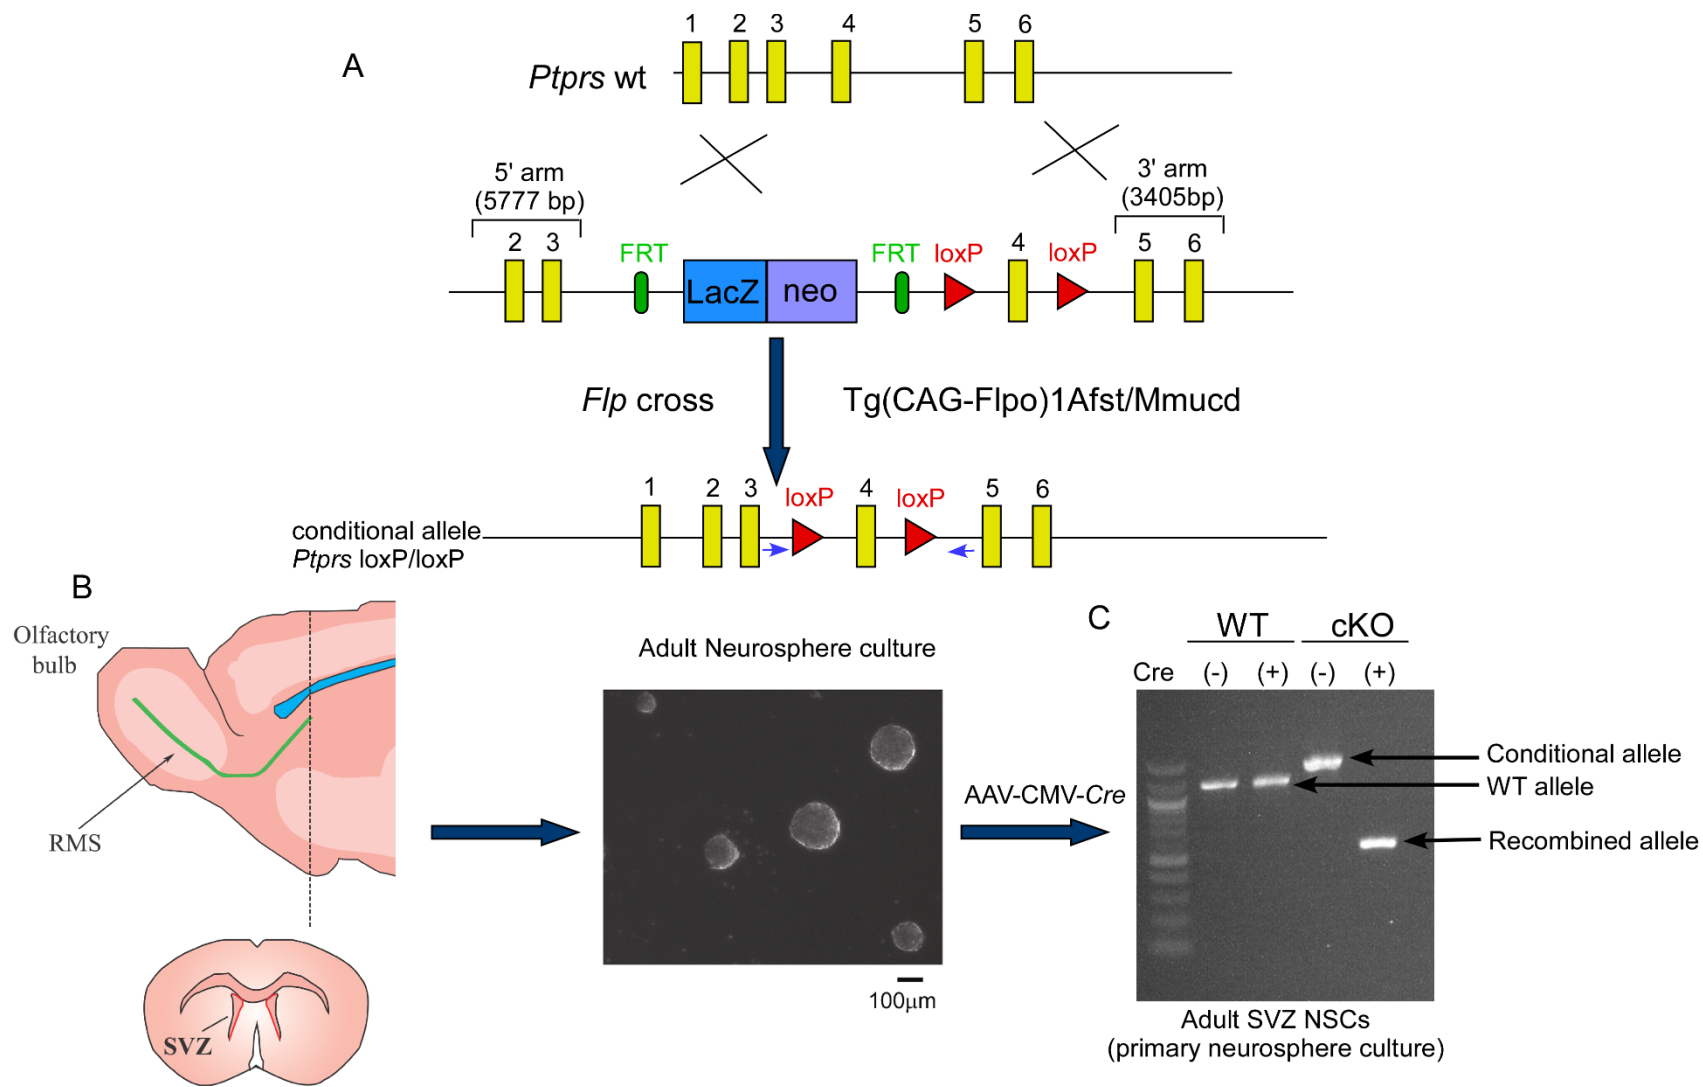 A
1 2 3 4 5 6
Ptprs wt
5' arm
(5777 bp)
3' arm
(3405bp)
2 3 FRT LacZ neo FRT loxP 4 loxP 5 6
Flp cross
Tg(CAG-Flpo)1Afst/Mmucd
1 2 3 loxP 4 loxP 5 6
conditional allele
Ptprs loxP/loxP
B
Olfactory
bulb
RMS
SVZ
Adult Neurosphere culture
100μm
AAV-CMV-Cre
C
WT cKO
Cre (-) (+) (-) (+)
Conditional allele
WT allele
Recombined allele
Adult SVZ NSCs
(primary neurosphere culture)